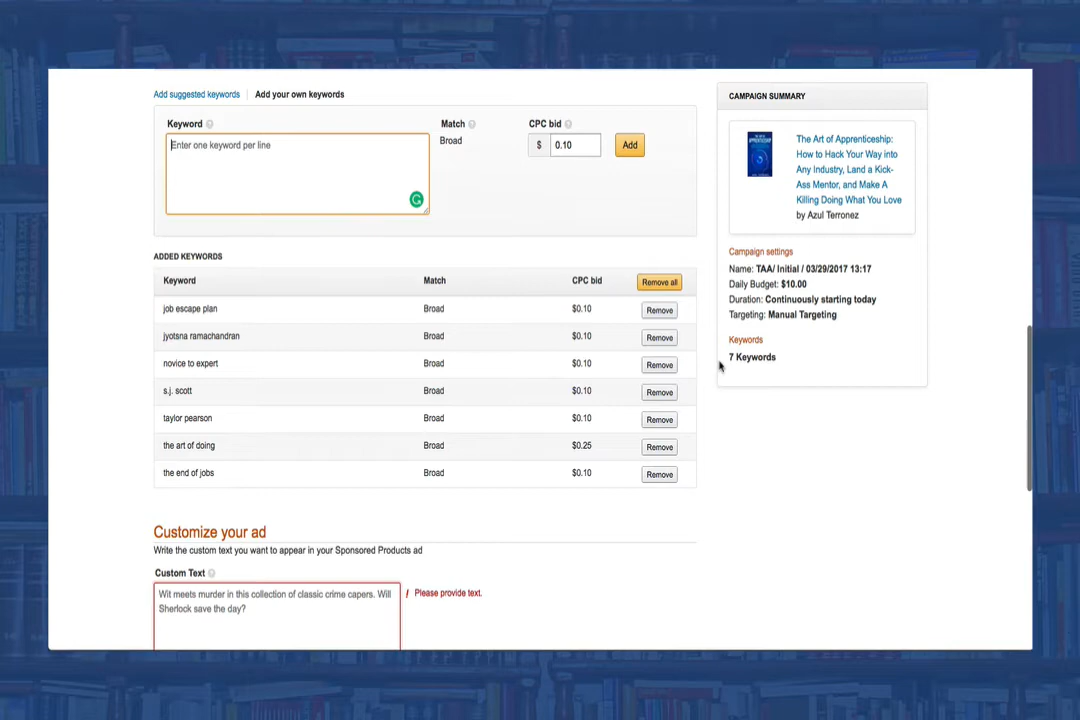 Add suggested keywords
Add your own keywords
Keyword
Match
CPC bid
Enter one keyword per line
Broad
$
0.10
Add
ADDED KEYWORDS
Keyword Match CPC bid Remove all
job escape plan Broad $0.10 Remove
jyotsna ramachandran Broad $0.10 Remove
novice to expert Broad $0.10 Remove
s.j. scott Broad $0.10 Remove
taylor pearson Broad $0.10 Remove
the art of doing Broad $0.25 Remove
the end of jobs Broad $0.10 Remove
Customize your ad
Write the custom text you want to appear in your Sponsored Products ad
Custom Text
Wit meets murder in this collection of classic crime capers. Will
Sherlock save the day?
! Please provide text.
CAMPAIGN SUMMARY
The Art of Apprenticeship:
How to Hack Your Way into
Any Industry, Land a Kick-
Ass Mentor, and Make A
Killing Doing What You Love
by Azul Terronez
Campaign settings
Name: TAA/ Initial / 03/29/2017 13:17
Daily Budget: $10.00
Duration: Continuously starting today
Targeting: Manual Targeting
Keywords
7 Keywords